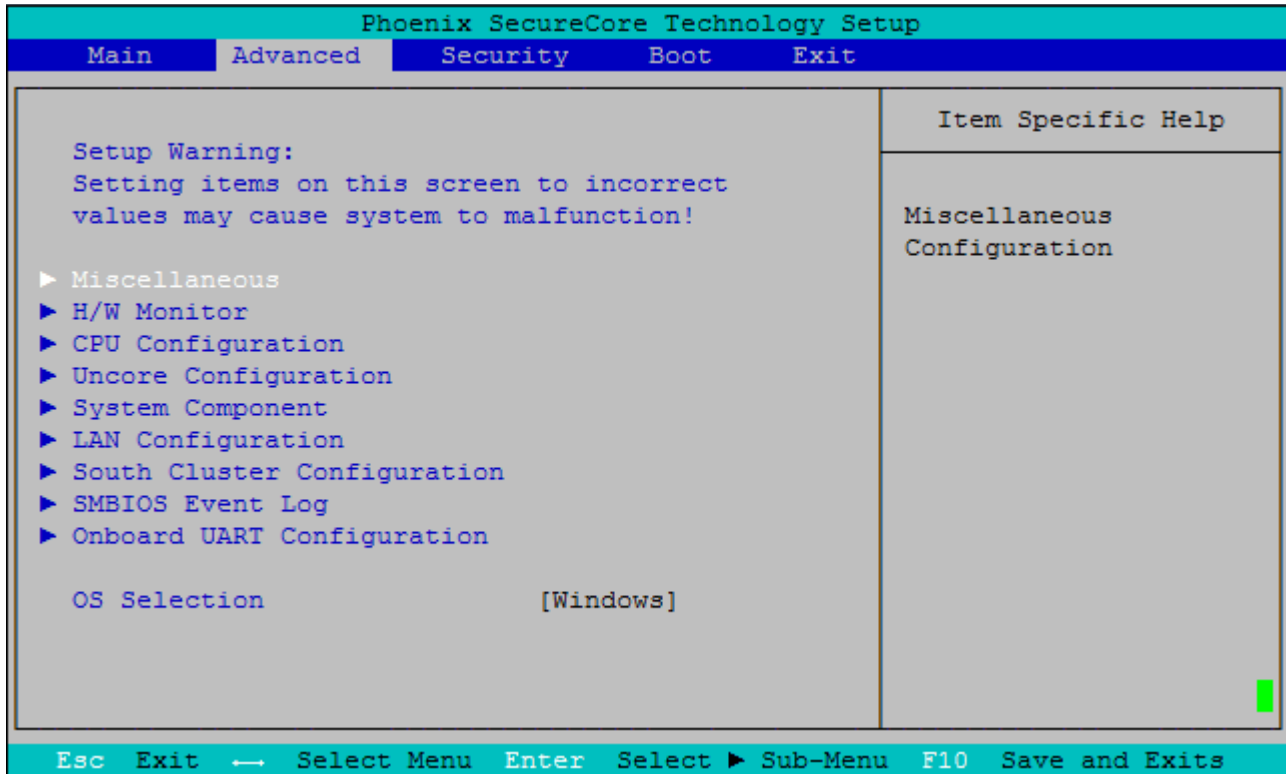 Phoenix SecureCore Technology Setup
Main Advanced Security Boot Exit
Setup Warning:
Setting items on this screen to incorrect
values may cause system to malfunction!
▶ Miscellaneous
▶ H/W Monitor
▶ CPU Configuration
▶ Uncore Configuration
▶ System Component
▶ LAN Configuration
▶ South Cluster Configuration
▶ SMBIOS Event Log
▶ Onboard UART Configuration
OS Selection [Windows]
Item Specific Help
Miscellaneous
Configuration
Esc Exit ←→ Select Menu Enter Select ▶ Sub-Menu F10 Save and Exits